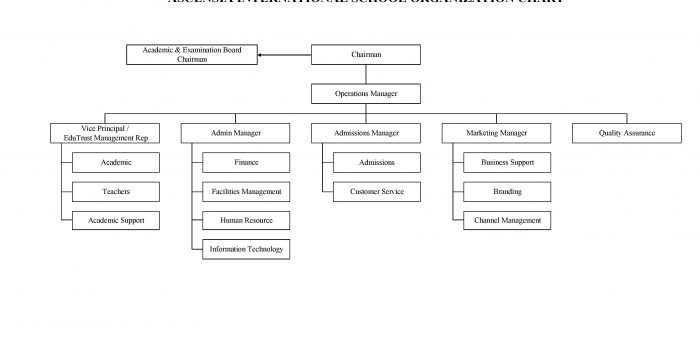 ASCENSIA INTERNATIONAL SCHOOL ORGANIZATION CHART
Academic & Examination Board
Chairman
Chairman
Operations Manager
Vice Principal /
EduTrust Management Rep
Admin Manager
Admissions Manager
Marketing Manager
Quality Assurance
Academic
Finance
Admissions
Business Support
Teachers
Facilities Management
Customer Service
Branding
Academic Support
Human Resource
Channel Management
Information Technology